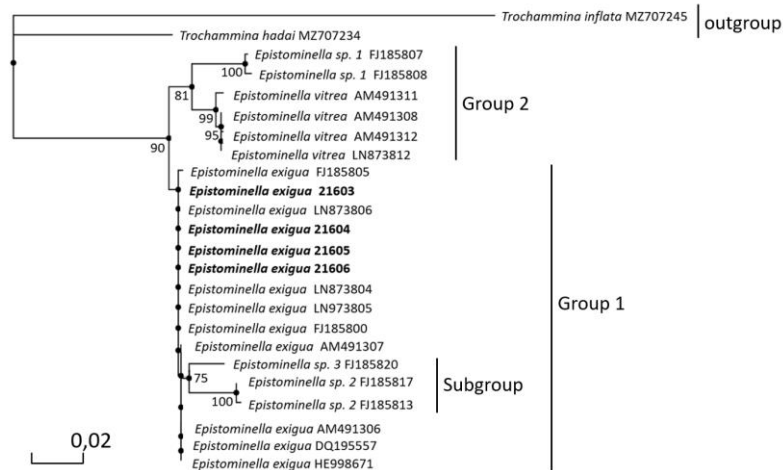 Trochammina inflata MZ707245
outgroup
Trochammina hadai MZ707234
Epistominella sp. 1 FJ185807
100
Epistominella sp. 1 FJ185808
81
Epistominella vitrea AM491311
Group 2
99
Epistominella vitrea AM491308
95
Epistominella vitrea AM491312
90
Epistominella vitrea LN873812
Epistominella exigua FJ185805
Epistominella exigua 21603
Epistominella exigua LN873806
Epistominella exigua 21604
Epistominella exigua 21605
Epistominella exigua 21606
Epistominella exigua LN873804
Group 1
Epistominella exigua LN973805
Epistominella exigua FJ185800
Epistominella exigua AM491307
Epistominella sp. 3 FJ185820
75
Epistominella sp. 2 FJ185817
Subgroup
100
Epistominella sp. 2 FJ185813
Epistominella exigua AM491306
0,02
Epistominella exigua DQ195557
Epistominella exigua HE998671